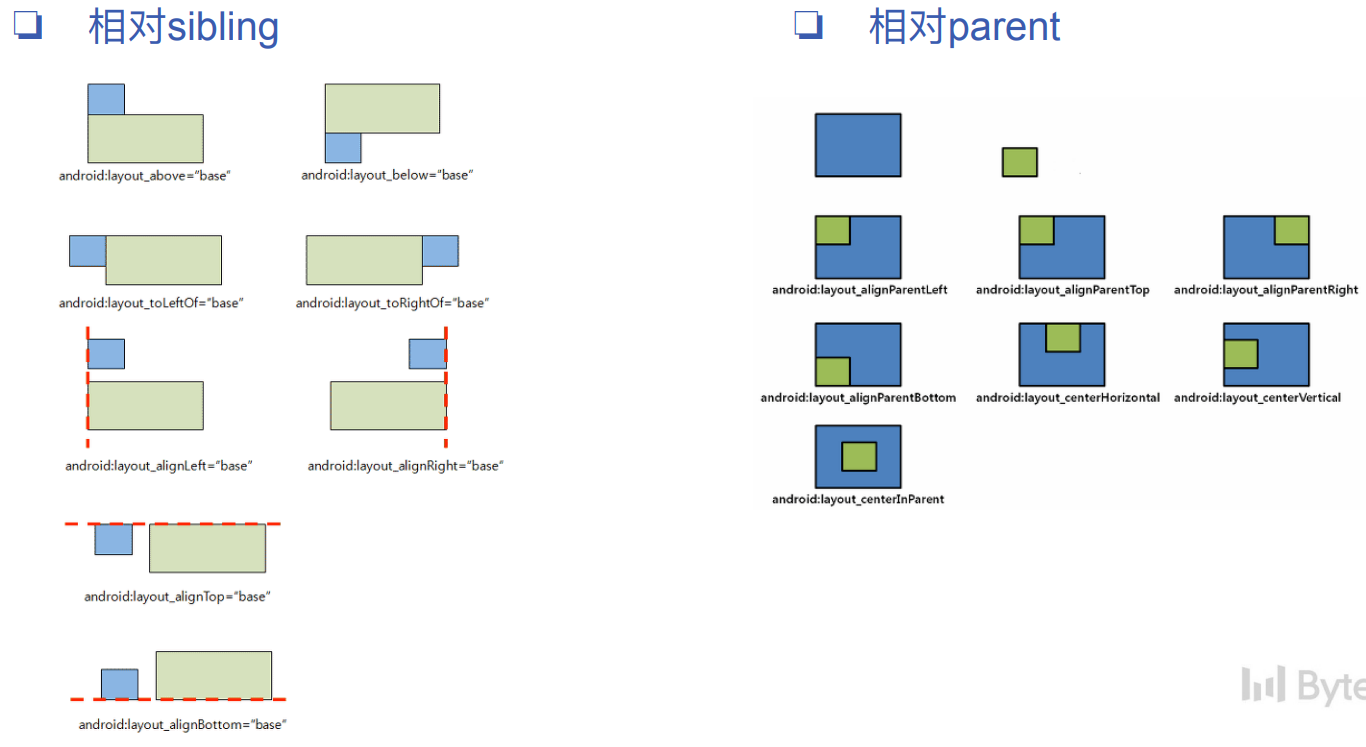 相对sibling
android:layout_above="base"
android:layout_below="base"
android:layout_toLeftOf="base"
android:layout_toRightOf="base"
android:layout_alignLeft="base"
android:layout_alignRight="base"
android:layout_alignTop="base"
android:layout_alignBottom="base"
相对parent
android:layout_alignParentLeft
android:layout_alignParentTop
android:layout_alignParentRight
android:layout_alignParentBottom
android:layout_centerHorizontal
android:layout_centerVertical
android:layout_centerInParent
Byte